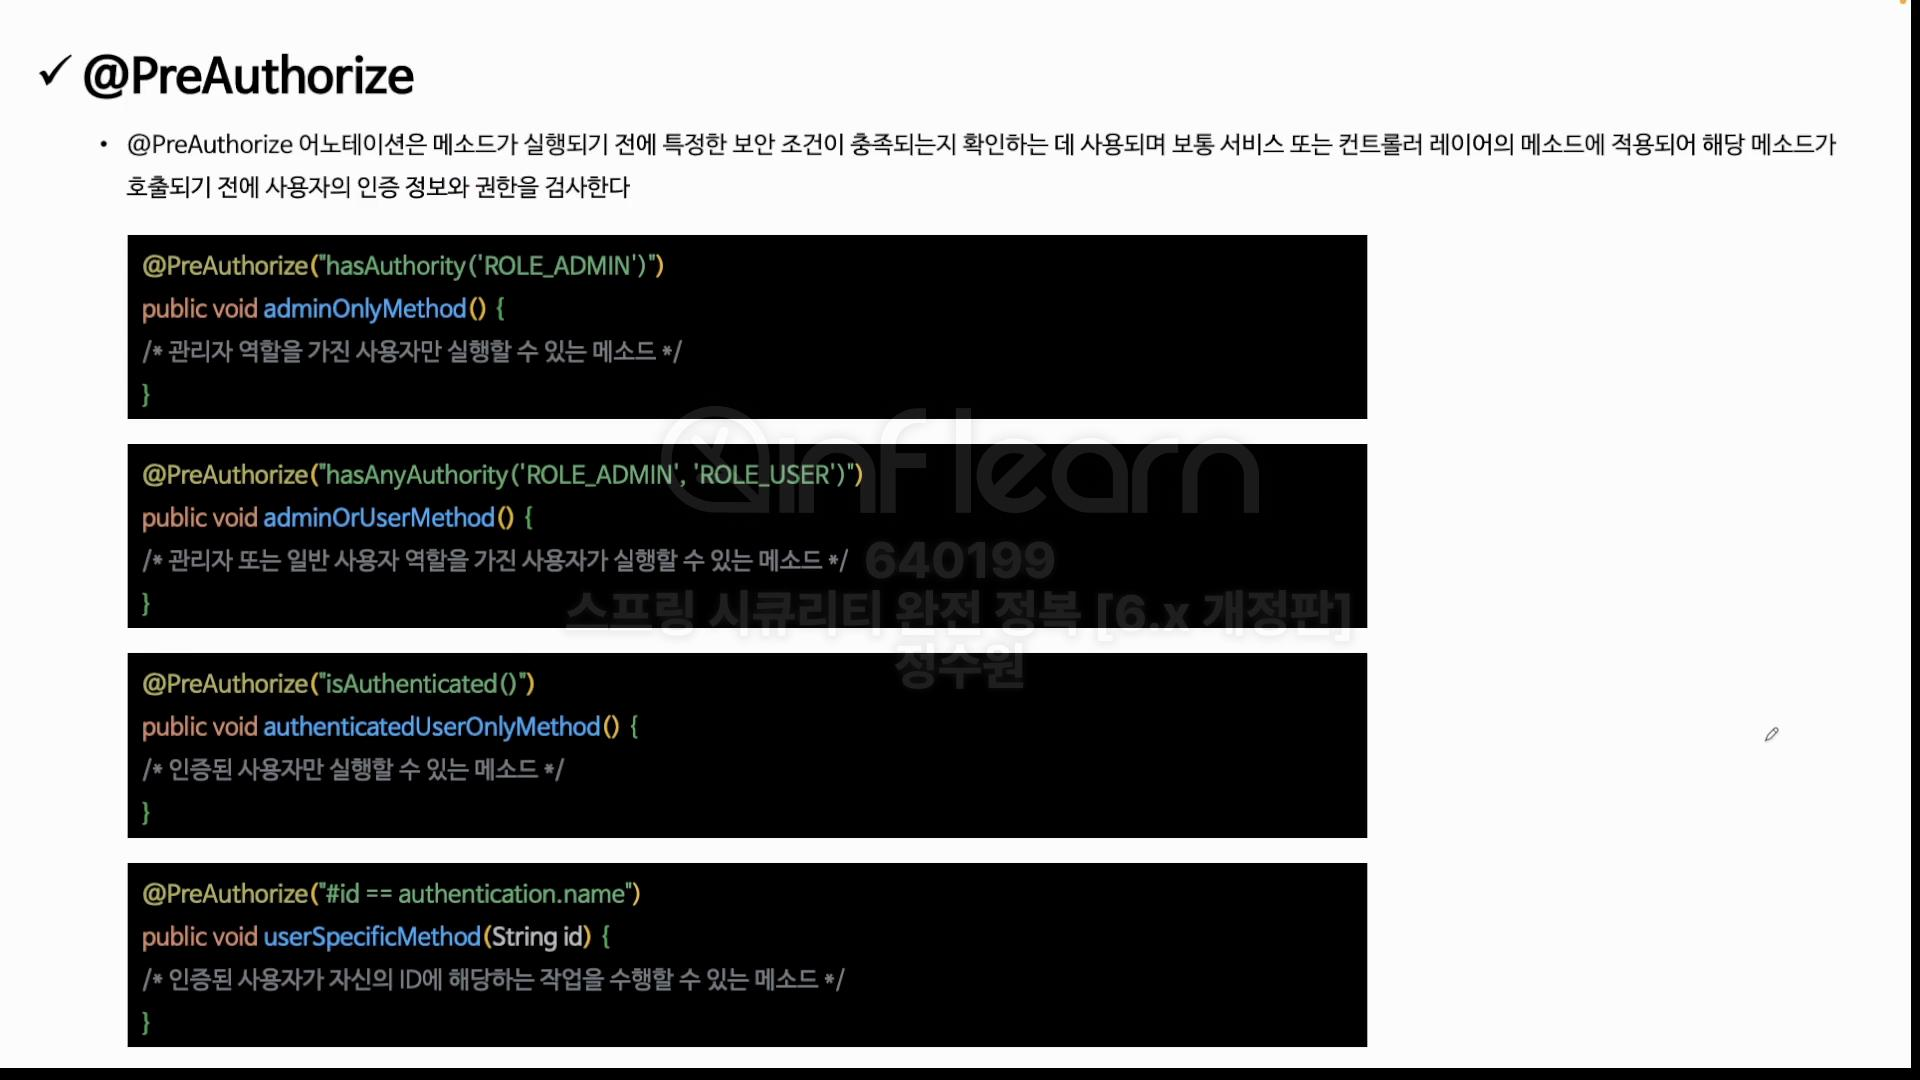 ✓ @PreAuthorize
• @PreAuthorize 어노테이션은 메소드가 실행되기 전에 특정한 보안 조건이 충족되는지 확인하는 데 사용되며 보통 서비스 또는 컨트롤러 레이어의 메소드에 적용되어 해당 메소드가
호출되기 전에 사용자의 인증 정보와 권한을 검사한다
@PreAuthorize("hasAuthority('ROLE_ADMIN')")
public void adminOnlyMethod() {
/* 관리자 역할을 가진 사용자만 실행할 수 있는 메소드 */
}
inflearn
@PreAuthorize("hasAnyAuthority('ROLE_ADMIN', 'ROLE_USER')")
public void adminOrUserMethod() {
/* 관리자 또는 일반 사용자 역할을 가진 사용자가 실행할 수 있는 메소드 */
}
640199
스프링 시큐리티 완전 정복 [6.x 개정판]
정수원
@PreAuthorize("isAuthenticated()")
public void authenticatedUserOnlyMethod() {
/* 인증된 사용자만 실행할 수 있는 메소드 */
}
@PreAuthorize("#id == authentication.name")
public void userSpecificMethod(String id) {
/* 인증된 사용자가 자신의 ID에 해당하는 작업을 수행할 수 있는 메소드 */
}